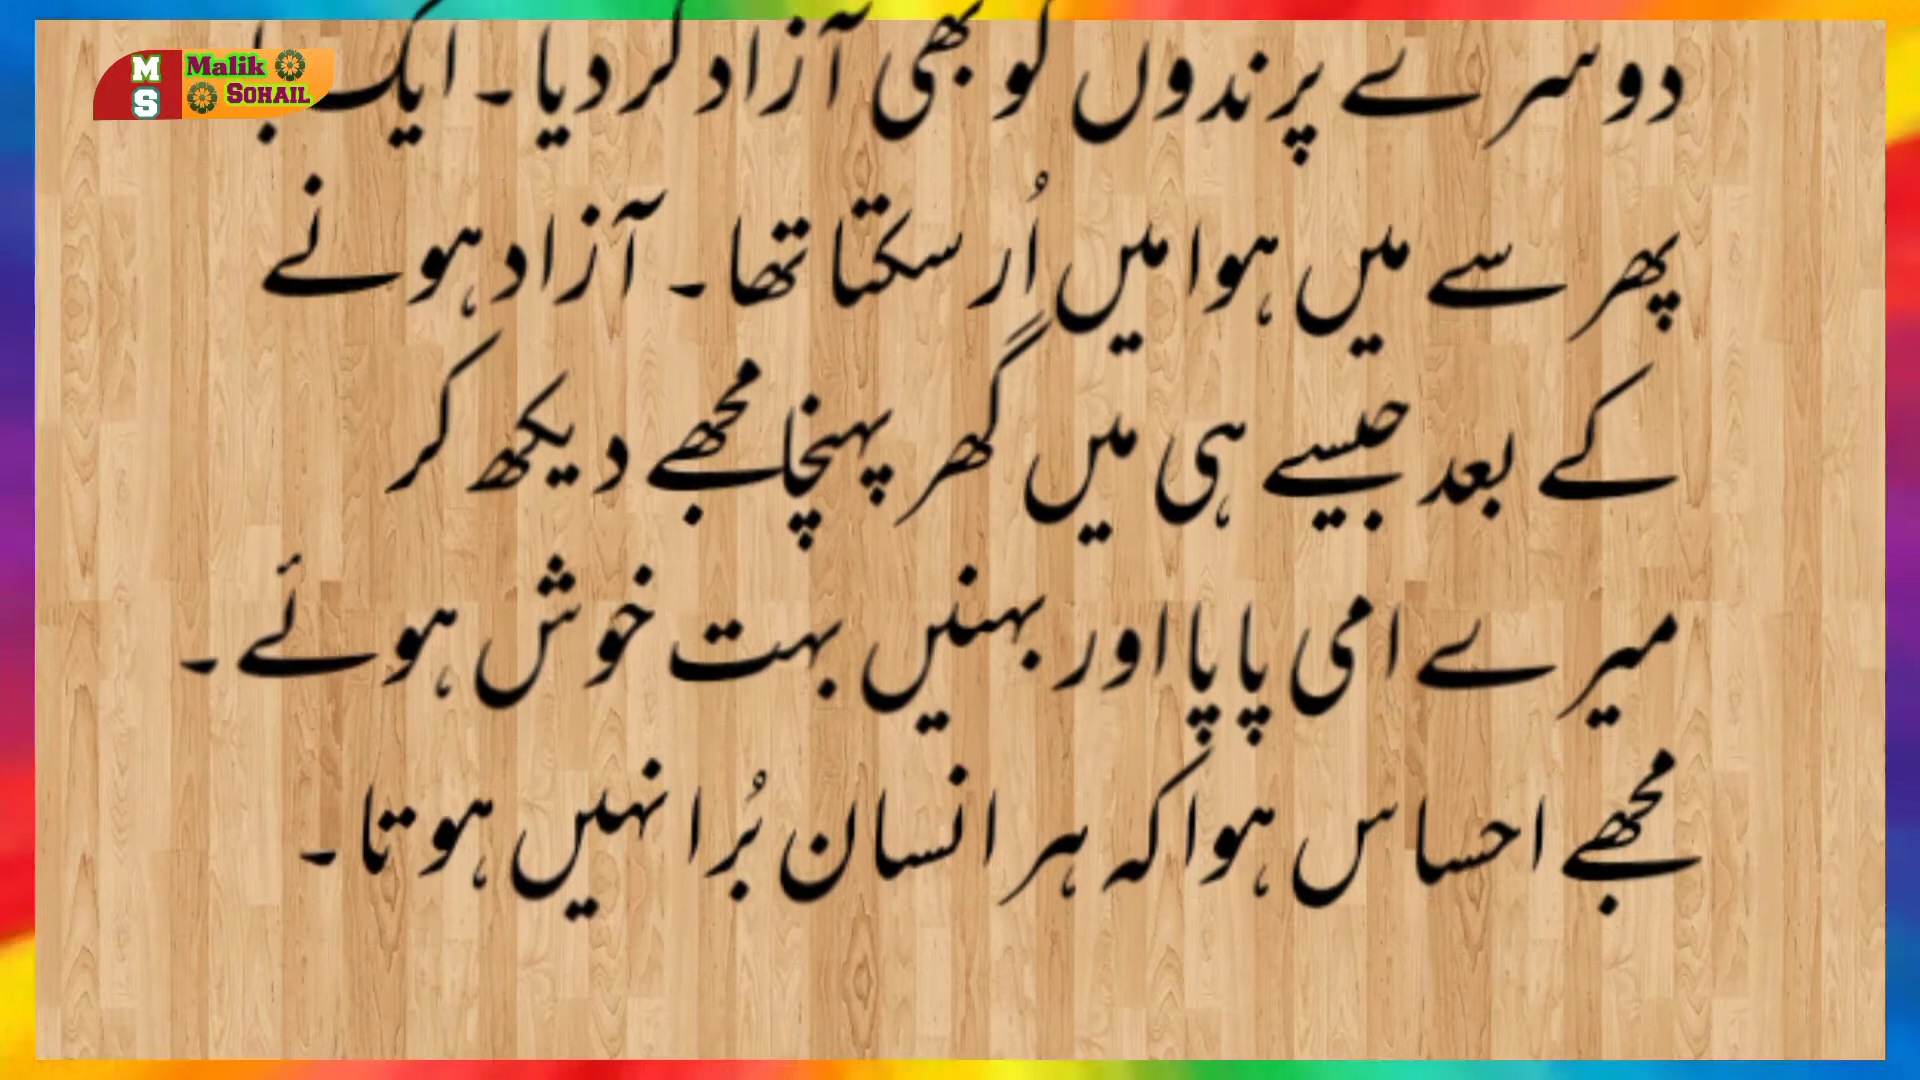 M
S
Malik
SOHAIL
دوسرے پرندوں کو بھی آزاد کر دیا۔ ایک
پھر سے میں ہوا میں اُر سکتا تھا۔ آزاد ہونے
کے بعد جیسے ہی میں گھر پہنچا مجھے دیکھ کر
میرے امی پاپا اور بہنیں بہت خوش ہوئے۔
مجھے احساس ہوا کہ ہر انسان بُرا نہیں ہوتا۔